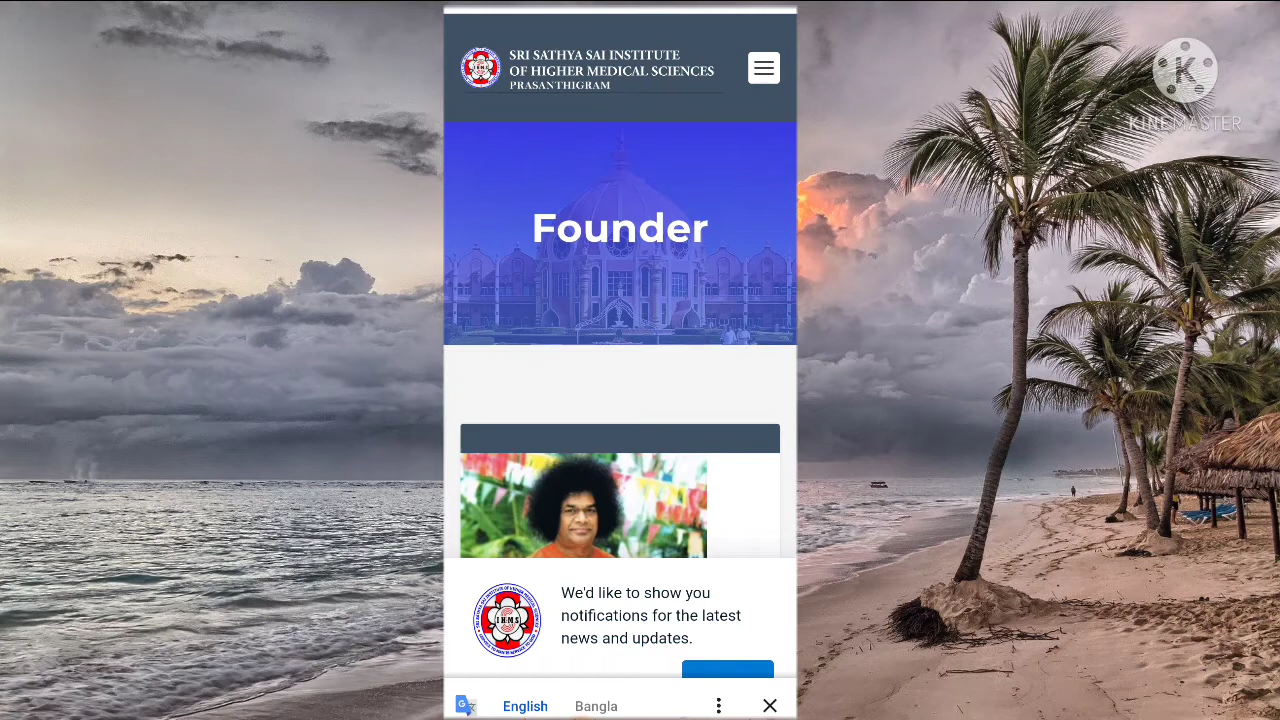 SRI SATHYA SAI INSTITUTE
OF HIGHER MEDICAL SCIENCES
PRASANTHIGRAM
K
KINEMASTER
Founder
IHMS
We'd like to show you
notifications for the latest
news and updates.
G
English
Bangla